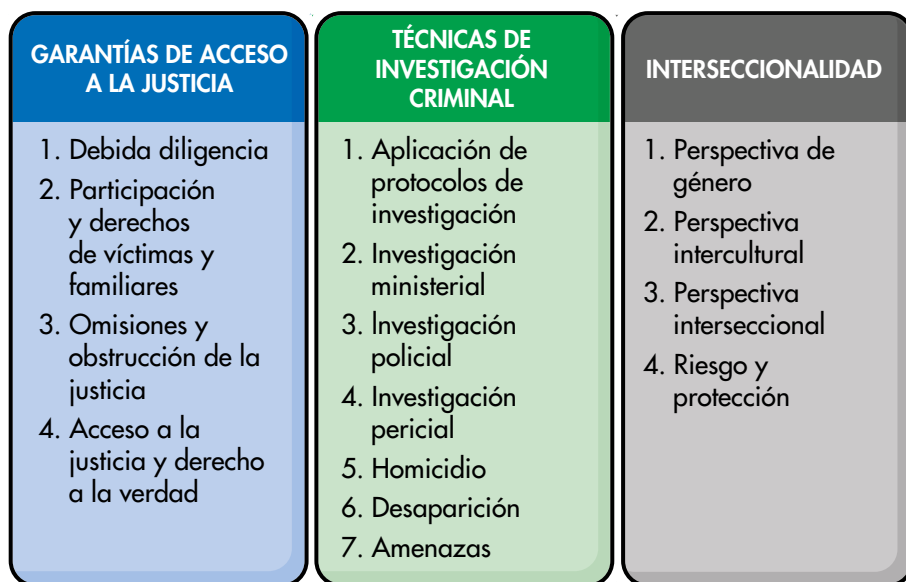 GARANTÍAS DE ACCESO
A LA JUSTICIA
1. Debida diligencia
2. Participación
y derechos
de víctimas y
familiares
3. Omisiones y
obstrucción de la
justicia
4. Acceso a la
justicia y derecho
a la verdad
TÉCNICAS DE
INVESTIGACIÓN
CRIMINAL
1. Aplicación de
protocolos de
investigación
2. Investigación
ministerial
3. Investigación
policial
4. Investigación
pericial
5. Homicidio
6. Desaparición
7. Amenazas
INTERSECCIONALIDAD
1. Perspectiva de
género
2. Perspectiva
intercultural
3. Perspectiva
interseccional
4. Riesgo y
protección